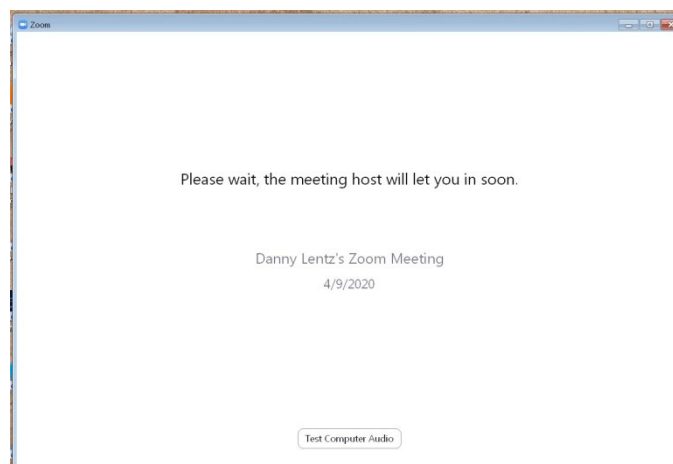 Zoom
Please wait, the meeting host will let you in soon.
Danny Lentz's Zoom Meeting
4/9/2020
Test Computer Audio